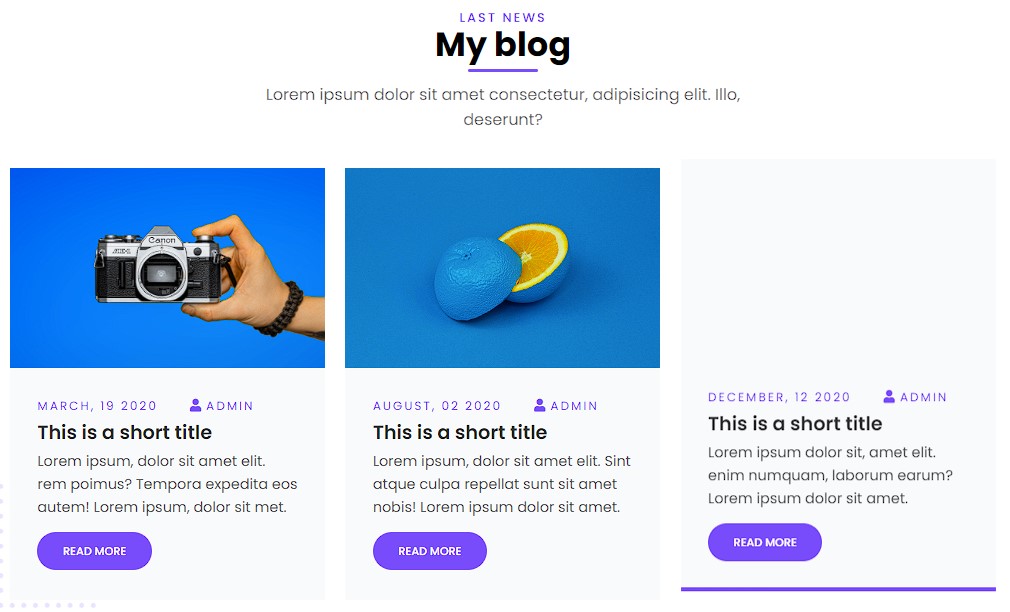 LAST NEWS
My blog
Lorem ipsum dolor sit amet consectetur, adipisicing elit. Illo,
deserunt?
Canon
MARCH, 19 2020 ADMIN
This is a short title
Lorem ipsum, dolor sit amet elit.
rem poimus? Tempora expedita eos
autem! Lorem ipsum, dolor sit met.
READ MORE
AUGUST, 02 2020 ADMIN
This is a short title
Lorem ipsum, dolor sit amet elit. Sint
atque culpa repellat sunt sit amet
nobis! Lorem ipsum dolor sit amet.
READ MORE
DECEMBER, 12 2020 ADMIN
This is a short title
Lorem ipsum dolor sit, amet elit.
enim numquam, laborum earum?
Lorem ipsum dolor sit amet.
READ MORE